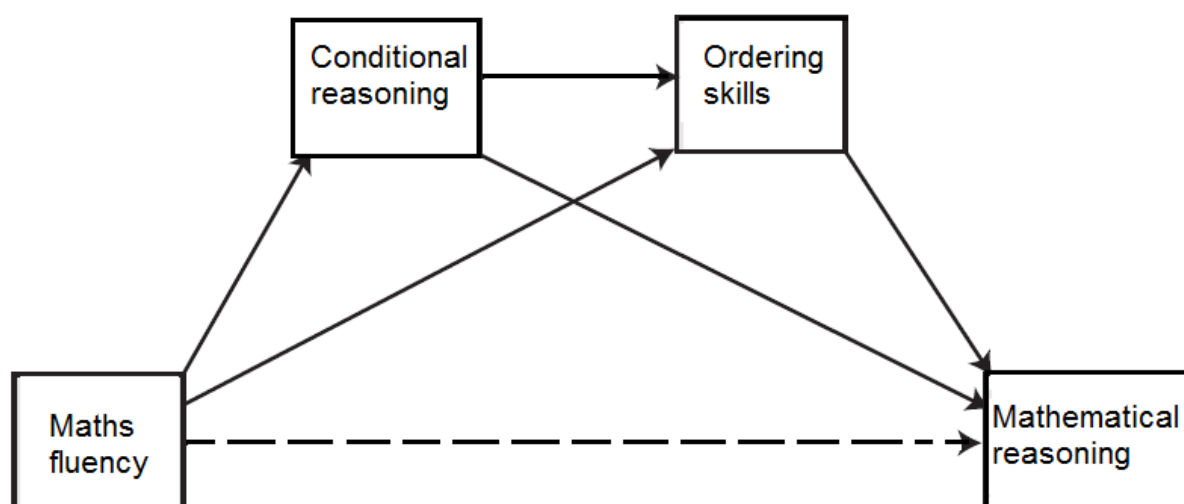 Conditional
reasoning
Ordering
skills
Maths
fluency
Mathematical
reasoning